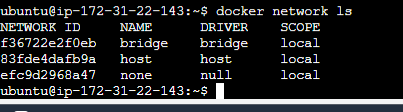 ubuntu@ip-172-31-22-143:~$ docker network ls
NETWORK ID     NAME      DRIVER    SCOPE
f36722e2f0eb   bridge    bridge    local
83fde4dafb9a   host      host      local
efc9d2968a47   none      null      local
ubuntu@ip-172-31-22-143:~$